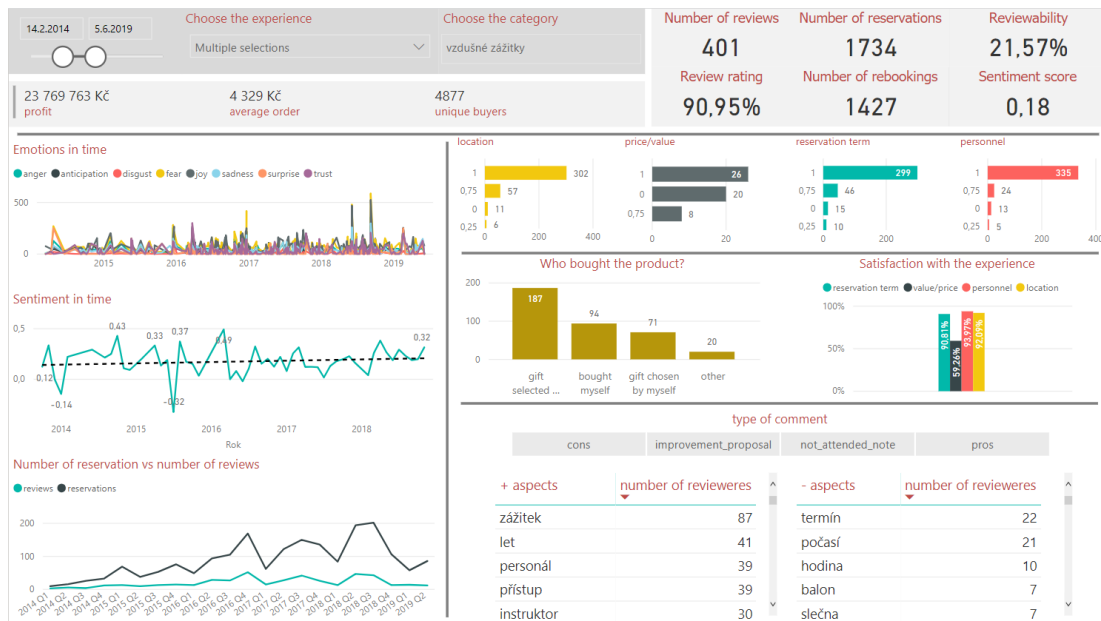 14.2.2014 5.6.2019
Choose the experience
Multiple selections
Choose the category
vzdušné zážitky
Number of reviews Number of reservations Reviewability
401 1734 21,57%
Review rating Number of rebookings Sentiment score
90,95% 1427 0,18
23 769 763 Kč 4 329 Kč 4877
profit average order unique buyers
Emotions in time
anger anticipation disgust fear joy sadness surprise trust
500
0
2015 2016 2017 2018 2019
Sentiment in time
0,5
0,0
0,12 -0,14 0,43 0,33 -0,32 0,37 0,49 0,32
2014 2015 2016 2017 2018
Rok
Number of reservation vs number of reviews
reviews reservations
200
100
0
2014 Q1 2014 Q2 2014 Q3 2014 Q4 2015 Q1 2015 Q2 2015 Q3 2015 Q4 2016 Q1 2016 Q2 2016 Q3 2016 Q4 2017 Q1 2017 Q2 2017 Q3 2017 Q4 2018 Q1 2018 Q2 2018 Q3 2018 Q4 2019 Q1 2019 Q2
location
1 302
0,75 57
0 11
0,25 6
0 200 400
price/value
1 26
0 20
0,75 8
0 20
reservation term
1 299
0,75 46
0 15
0,25 10
0 200
personnel
1 335
0,75 24
0 13
0,25 5
0 200 400
Who bought the product?
200
100
0
187 94 71 20
gift bought gift chosen other
selected ... myself by myself
Satisfaction with the experience
reservation term value/price personnel location
100%
50%
0%
90,81% 59,26% 93,97% 92,09%
type of comment
cons improvement_proposal not_attended_note pros
+ aspects number of revieweres
zážitek 87
let 41
personál 39
přístup 39
instruktor 30
- aspects number of revieweres
termín 22
počasí 21
hodina 10
balon 7
slečna 7